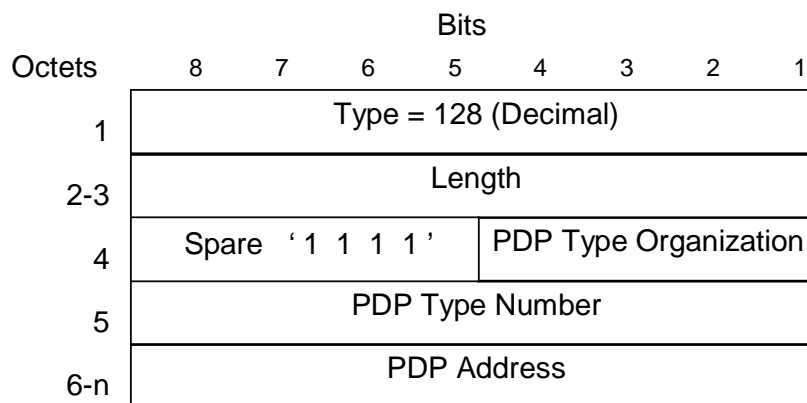 Bits
Octets 8 7 6 5 4 3 2 1
1 Type = 128 (Decimal)
2-3 Length
4 Spare ‘ 1 1 1 1 ’ PDP Type Organization
5 PDP Type Number
6-n PDP Address